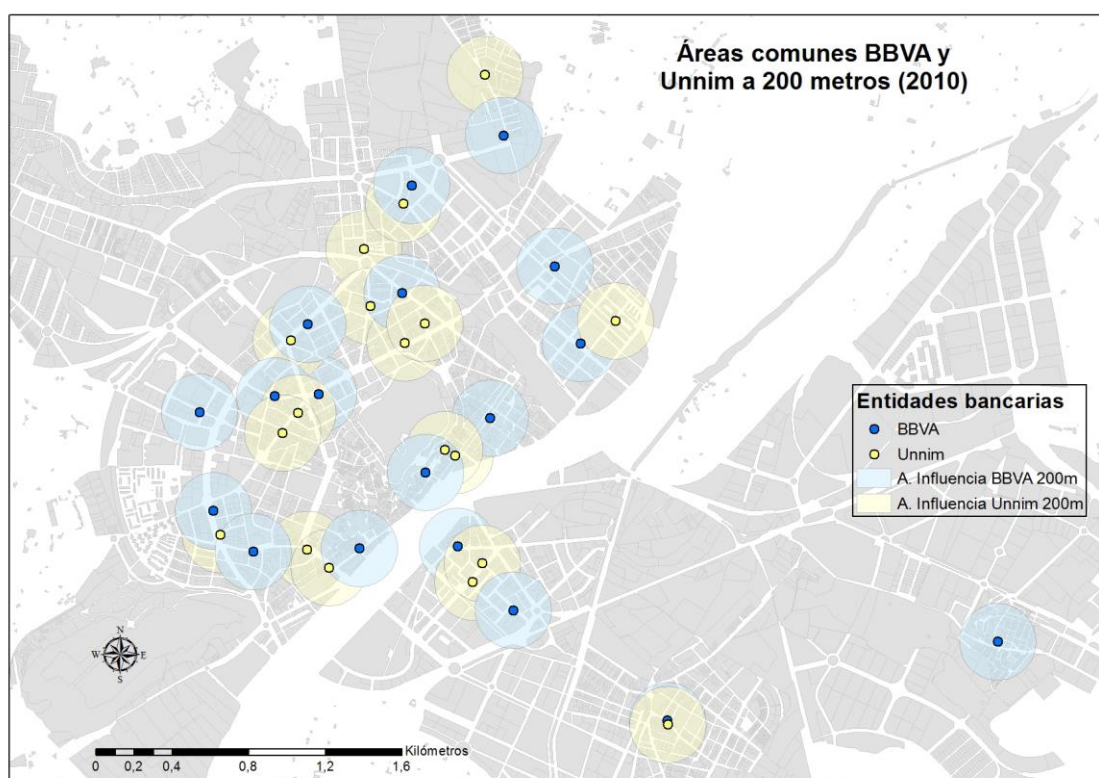 Áreas comunes BBVA y
Unnim a 200 metros (2010)
Entidades bancarias
BBVA
Unnim
A. Influencia BBVA 200m
A. Influencia Unnim 200m
N
W E
S
Kilómetros
0 0,2 0,4 0,8 1,2 1,6